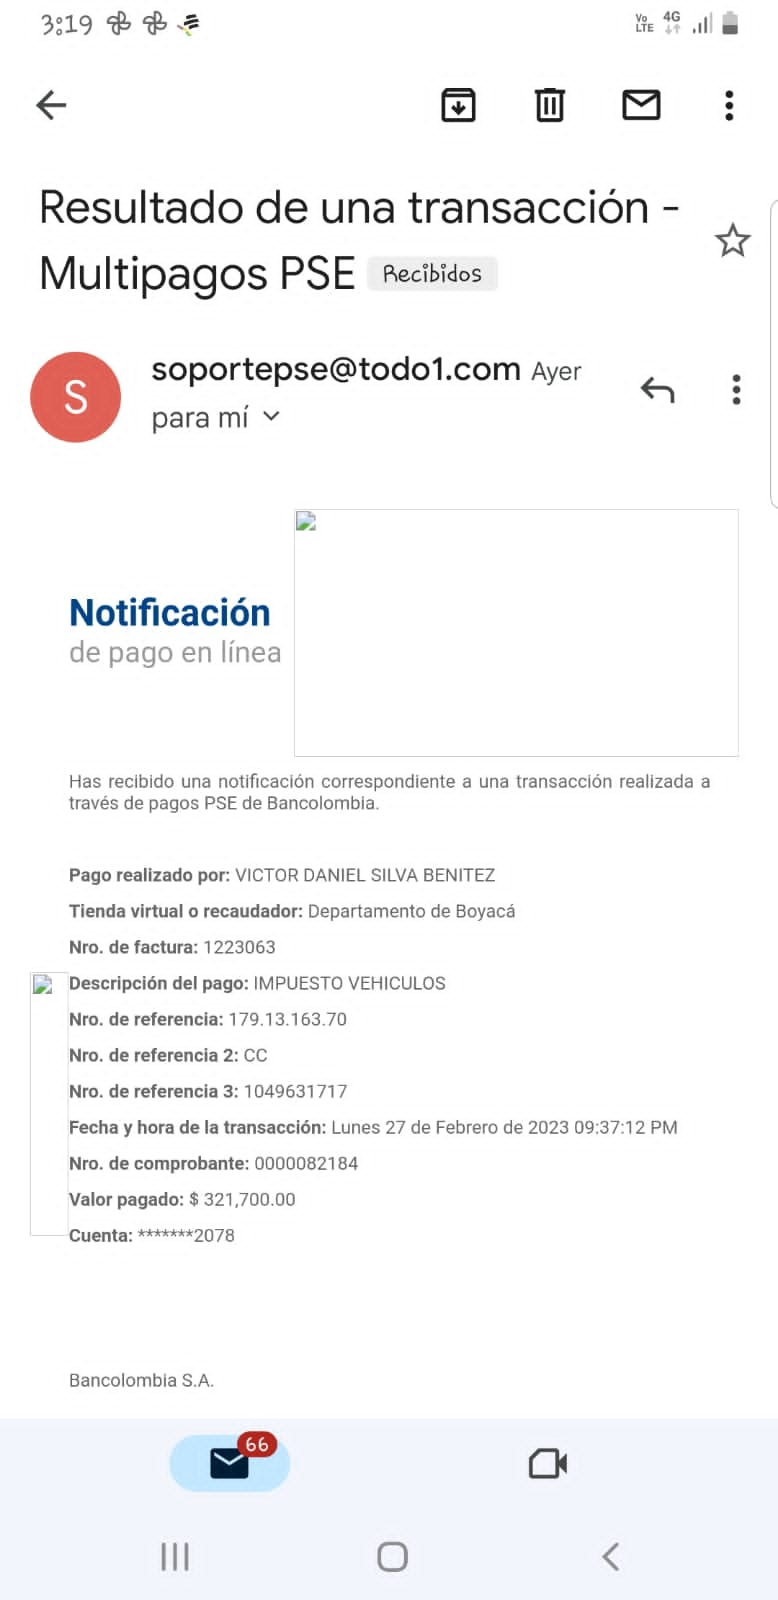 3:19
Vo LTE 4G
Resultado de una transacción -
Multipagos PSE Recibidos
S
soportepse@todo1.com Ayer
para mí
Notificación
de pago en línea
Has recibido una notificación correspondiente a una transacción realizada a
través de pagos PSE de Bancolombia.
Pago realizado por: VICTOR DANIEL SILVA BENITEZ
Tienda virtual o recaudador: Departamento de Boyacá
Nro. de factura: 1223063
Descripción del pago: IMPUESTO VEHICULOS
Nro. de referencia: 179.13.163.70
Nro. de referencia 2: CC
Nro. de referencia 3: 1049631717
Fecha y hora de la transacción: Lunes 27 de Febrero de 2023 09:37:12 PM
Nro. de comprobante: 0000082184
Valor pagado: $ 321,700.00
Cuenta: *******2078
Bancolombia S.A.
66